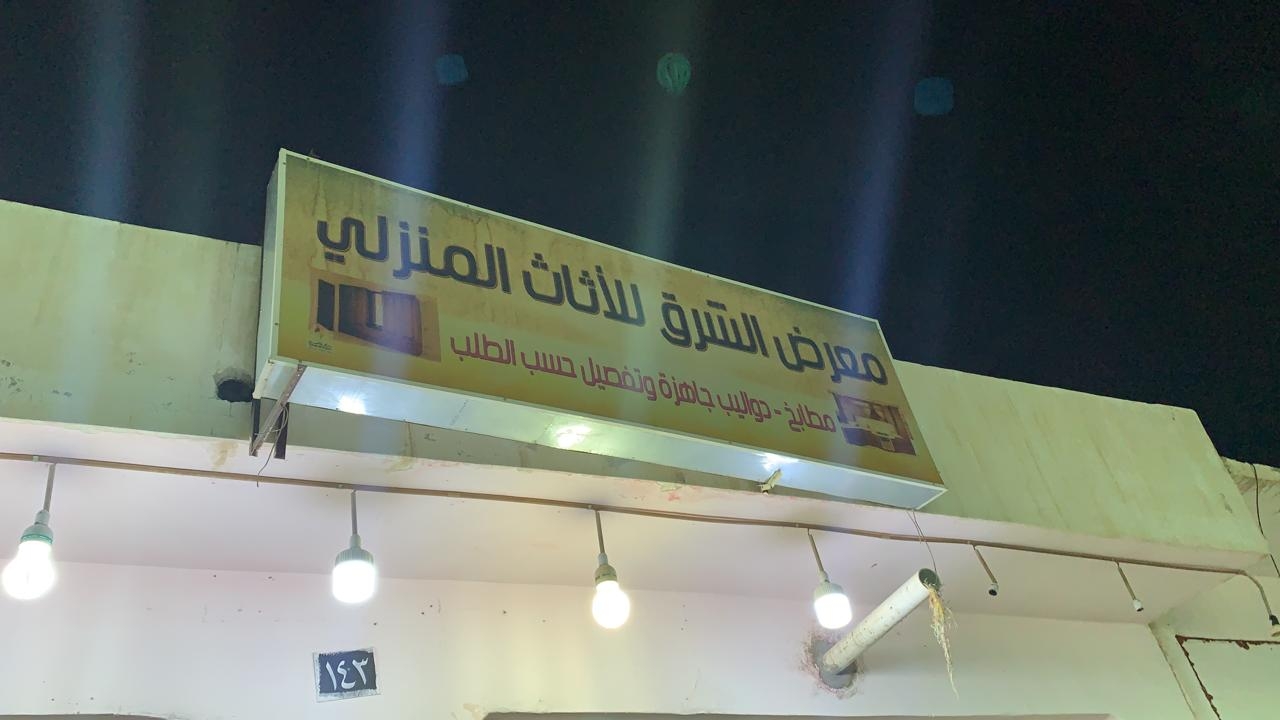 معرض الشرق للأثاث المنزلي
مطابخ - دواليب جاهزة وتفصيل حسب الطلب
١٤٣